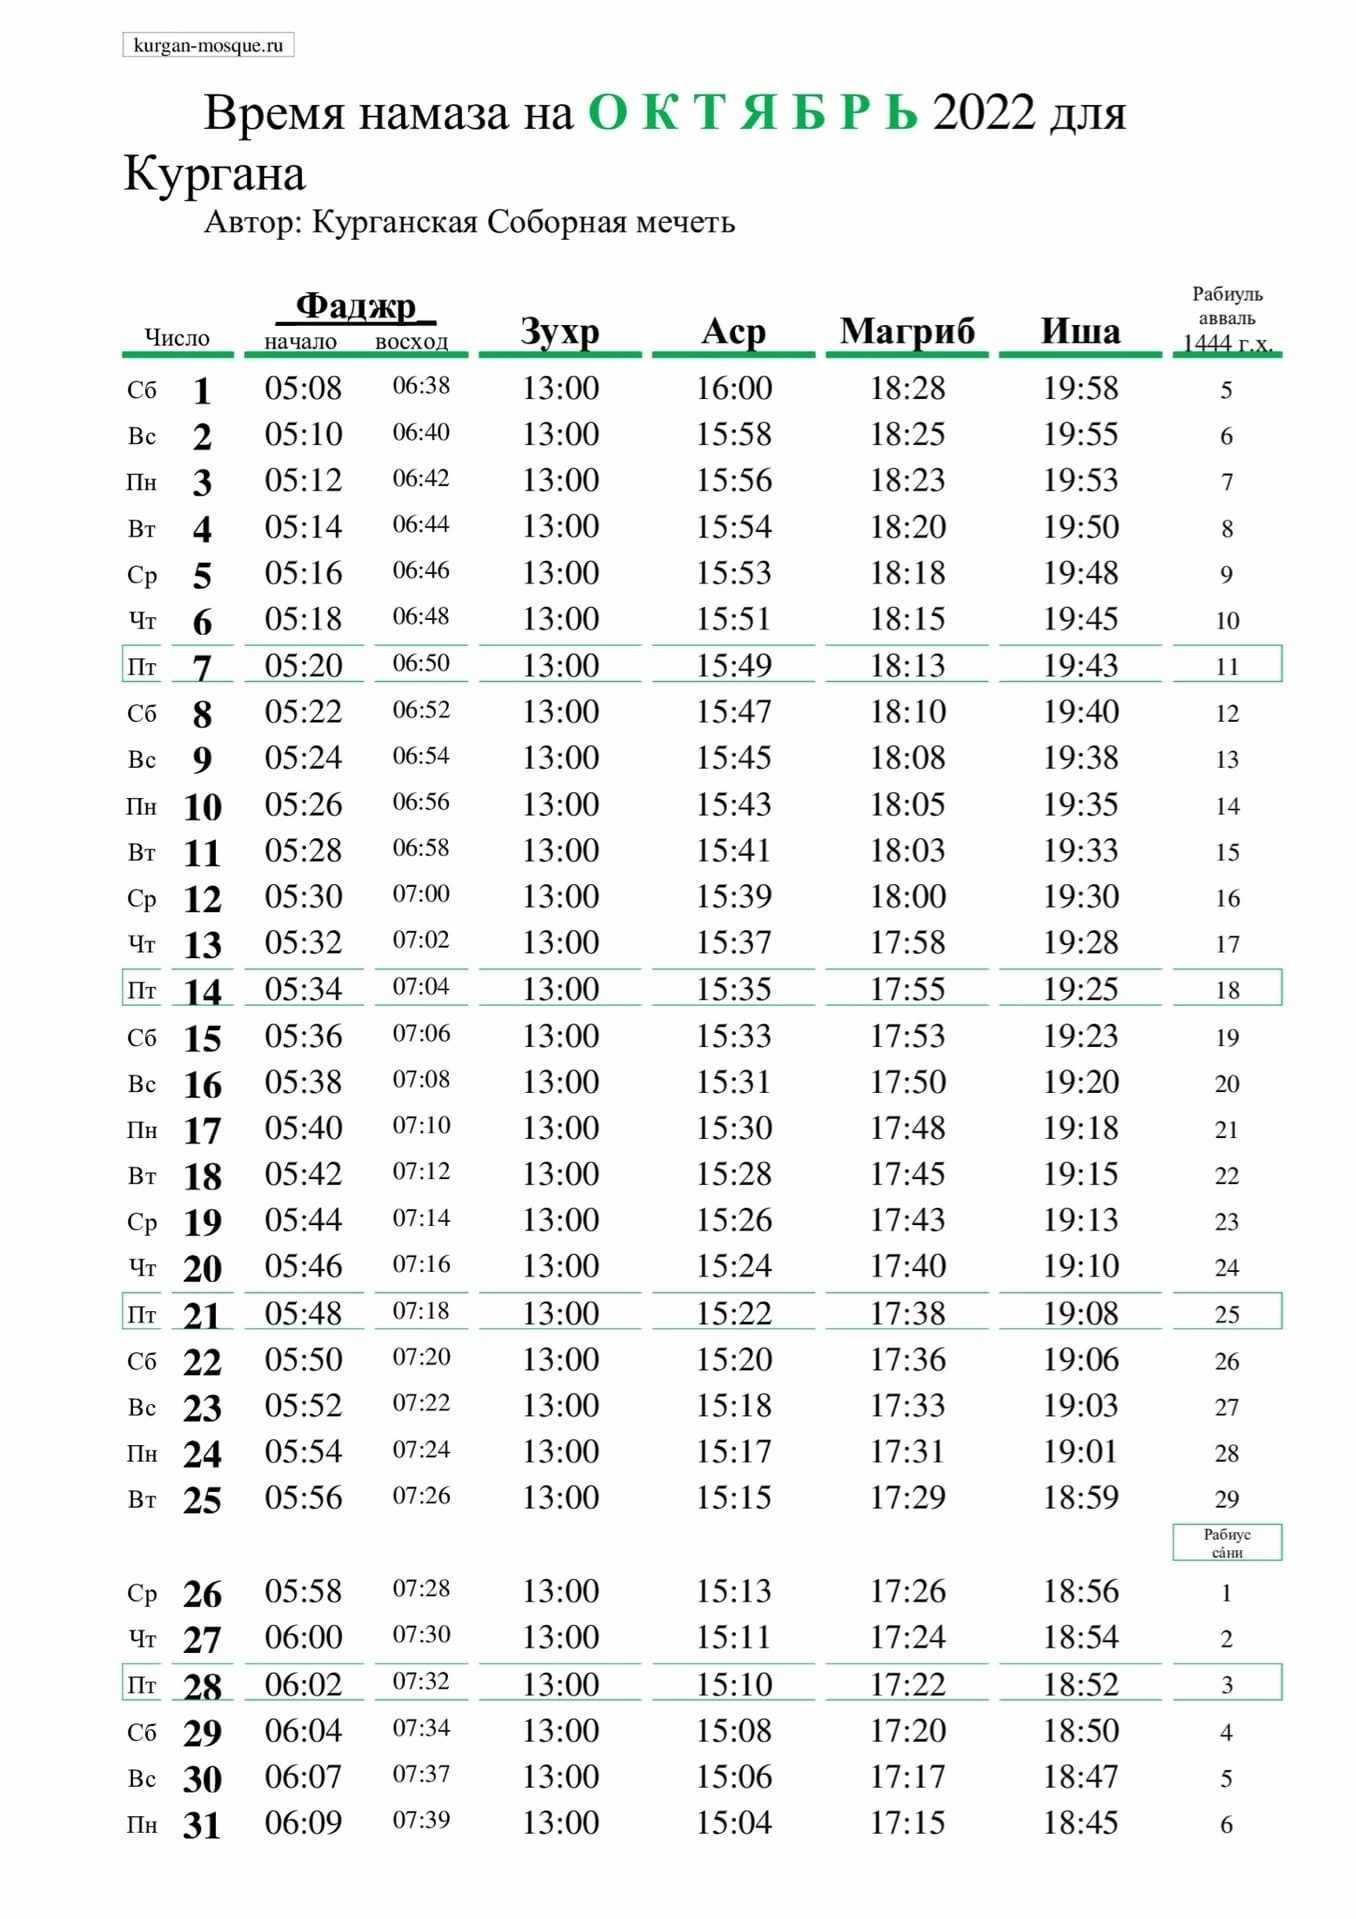 kurgan-mosque.ru
Время намаза на О К Т Я Б Р Ь 2022 для
Кургана
Автор: Курганская Соборная мечеть
Число Фаджр_ начало восход Зухр Аср Магриб Иша Рабиуль авваль 1444 г.х.
Сб 1 05:08 06:38 13:00 16:00 18:28 19:58 5
Вс 2 05:10 06:40 13:00 15:58 18:25 19:55 6
Пн 3 05:12 06:42 13:00 15:56 18:23 19:53 7
Вт 4 05:14 06:44 13:00 15:54 18:20 19:50 8
Ср 5 05:16 06:46 13:00 15:53 18:18 19:48 9
Чт 6 05:18 06:48 13:00 15:51 18:15 19:45 10
Пт 7 05:20 06:50 13:00 15:49 18:13 19:43 11
Сб 8 05:22 06:52 13:00 15:47 18:10 19:40 12
Вс 9 05:24 06:54 13:00 15:45 18:08 19:38 13
Пн 10 05:26 06:56 13:00 15:43 18:05 19:35 14
Вт 11 05:28 06:58 13:00 15:41 18:03 19:33 15
Ср 12 05:30 07:00 13:00 15:39 18:00 19:30 16
Чт 13 05:32 07:02 13:00 15:37 17:58 19:28 17
Пт 14 05:34 07:04 13:00 15:35 17:55 19:25 18
Сб 15 05:36 07:06 13:00 15:33 17:53 19:23 19
Вс 16 05:38 07:08 13:00 15:31 17:50 19:20 20
Пн 17 05:40 07:10 13:00 15:30 17:48 19:18 21
Вт 18 05:42 07:12 13:00 15:28 17:45 19:15 22
Ср 19 05:44 07:14 13:00 15:26 17:43 19:13 23
Чт 20 05:46 07:16 13:00 15:24 17:40 19:10 24
Пт 21 05:48 07:18 13:00 15:22 17:38 19:08 25
Сб 22 05:50 07:20 13:00 15:20 17:36 19:06 26
Вс 23 05:52 07:22 13:00 15:18 17:33 19:03 27
Пн 24 05:54 07:24 13:00 15:17 17:31 19:01 28
Вт 25 05:56 07:26 13:00 15:15 17:29 18:59 29
Рабиус
сáни
Ср 26 05:58 07:28 13:00 15:13 17:26 18:56 1
Чт 27 06:00 07:30 13:00 15:11 17:24 18:54 2
Пт 28 06:02 07:32 13:00 15:10 17:22 18:52 3
Сб 29 06:04 07:34 13:00 15:08 17:20 18:50 4
Вс 30 06:07 07:37 13:00 15:06 17:17 18:47 5
Пн 31 06:09 07:39 13:00 15:04 17:15 18:45 6